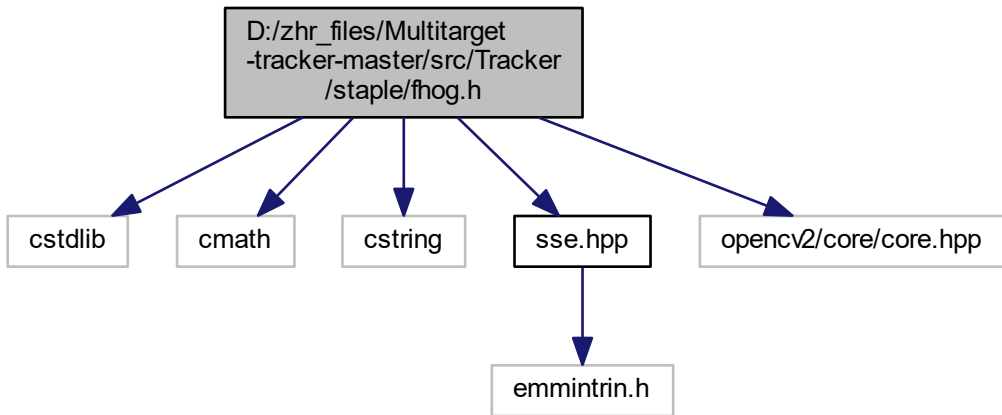 D:/zhr_files/Multitarget
-tracker-master/src/Tracker
/staple/fhog.h
cstdlib
cmath
cstring
sse.hpp
opencv2/core/core.hpp
emmintrin.h